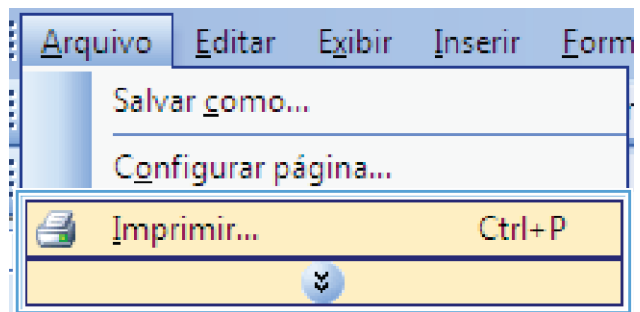 Arquivo Editar Exibir Inserir Form
Salvar como...
Configurar página...
Imprimir... Ctrl+P